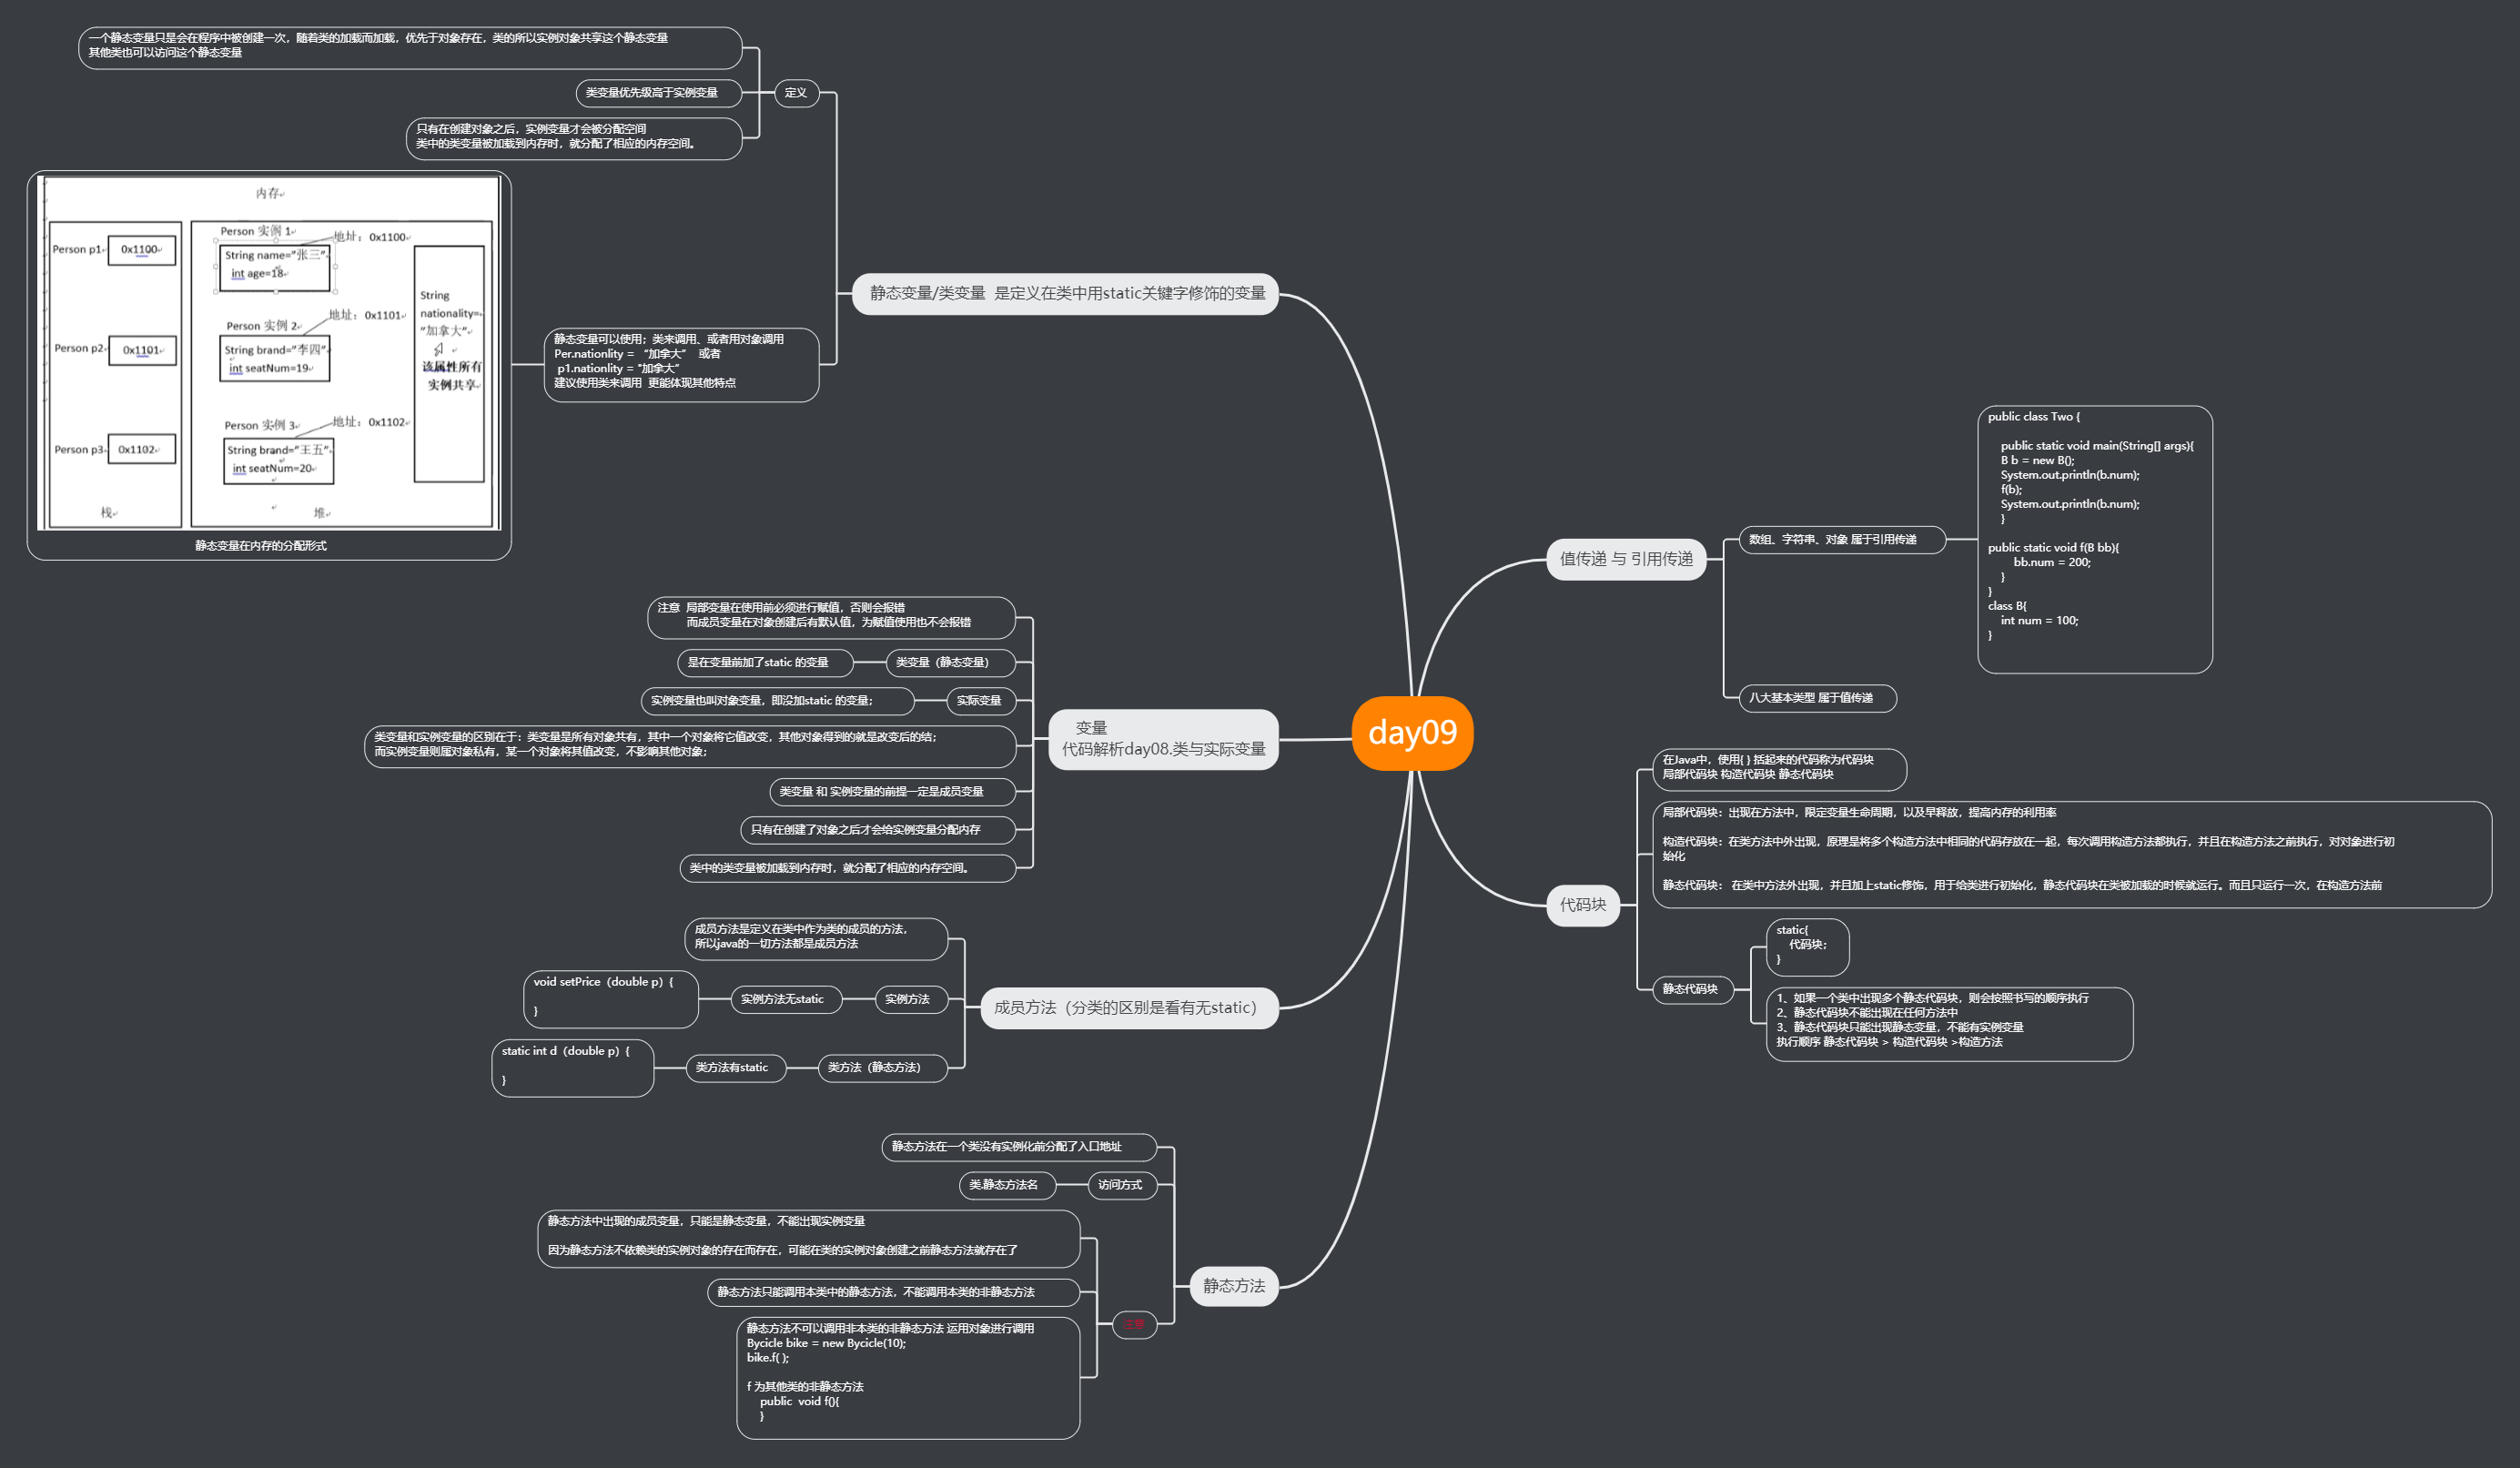 day09
静态变量/类变量  是定义在类中用static关键字修饰的变量
定义
一个静态变量只是会在程序中被创建一次，随着类的加载而加载，优先于对象存在，类的所以实例对象共享这个静态变量
其他类也可以访问这个静态变量
类变量优先级高于实例变量
只有在创建对象之后，实例变量才会被分配空间
类中的类变量被加载到内存时，就分配了相应的内存空间。
静态变量可以使用；类来调用、或者用对象调用
Per.nationlity = “加拿大”  或者
p1.nationlity = "加拿大"
建议使用类来调用  更能体现其他特点
内存
Person p1
0x1100
Person p2
0x1101
Person p3
0x1102
栈
Person 实例 1
地址：0x1100
String name="张三"
int age=18
Person 实例 2
地址：0x1101
String brand="李四"
int seatNum=19
Person 实例 3
地址：0x1102
String brand="王五"
int seatNum=20
堆
String
nationality=
"加拿大"
该属性所有
实例共享
静态变量在内存的分配形式
变量
代码解析day08.类与实际变量
注意  局部变量在使用前必须进行赋值，否则会报错
而成员变量在对象创建后有默认值，为赋值使用也不会报错
类变量（静态变量）
是在变量前加了static 的变量
实际变量
实例变量也叫对象变量，即没加static 的变量；
类变量和实例变量的区别在于：类变量是所有对象共有，其中一个对象将它值改变，其他对象得到的就是改变后的结；
而实例变量则属对象私有，某一个对象将其值改变，不影响其他对象；
类变量 和 实例变量的前提一定是成员变量
只有在创建了对象之后才会给实例变量分配内存
类中的类变量被加载到内存时，就分配了相应的内存空间。
成员方法（分类的区别是看有无static）
成员方法是定义在类中作为类的成员的方法，
所以java的一切方法都是成员方法
实例方法
实例方法无static
void setPrice（double p）{
}
类方法（静态方法）
类方法有static
static int d（double p）{
}
静态方法
静态方法在一个类没有实例化前分配了入口地址
访问方式
类.静态方法名
注意
静态方法中出现的成员变量，只能是静态变量，不能出现实例变量
因为静态方法不依赖类的实例对象的存在而存在，可能在类的实例对象创建之前静态方法就存在了
静态方法只能调用本类中的静态方法，不能调用本类的非静态方法
静态方法不可以调用非本类的非静态方法 运用对象进行调用
Bycicle bike = new Bycicle(10);
bike.f( );
f 为其他类的非静态方法
public  void f(){
}
值传递 与 引用传递
数组、字符串、对象 属于引用传递
public class Two {
public static void main(String[] args){
B b = new B();
System.out.println(b.num);
f(b);
System.out.println(b.num);
}
public static void f(B bb){
bb.num = 200;
}
}
class B{
int num = 100;
}
八大基本类型 属于值传递
代码块
在Java中，使用{ } 括起来的代码称为代码块
局部代码块 构造代码块 静态代码块
局部代码块：出现在方法中，限定变量生命周期，以及早释放，提高内存的利用率
构造代码块：在类方法中外出现，原理是将多个构造方法中相同的代码存放在一起，每次调用构造方法都执行，并且在构造方法之前执行，对对象进行初
始化
静态代码块： 在类中方法外出现，并且加上static修饰，用于给类进行初始化，静态代码块在类被加载的时候就运行。而且只运行一次，在构造方法前
静态代码块
static{
代码块；
}
1、如果一个类中出现多个静态代码块，则会按照书写的顺序执行
2、静态代码块不能出现在任何方法中
3、静态代码块只能出现静态变量，不能有实例变量
执行顺序 静态代码块 > 构造代码块 >构造方法